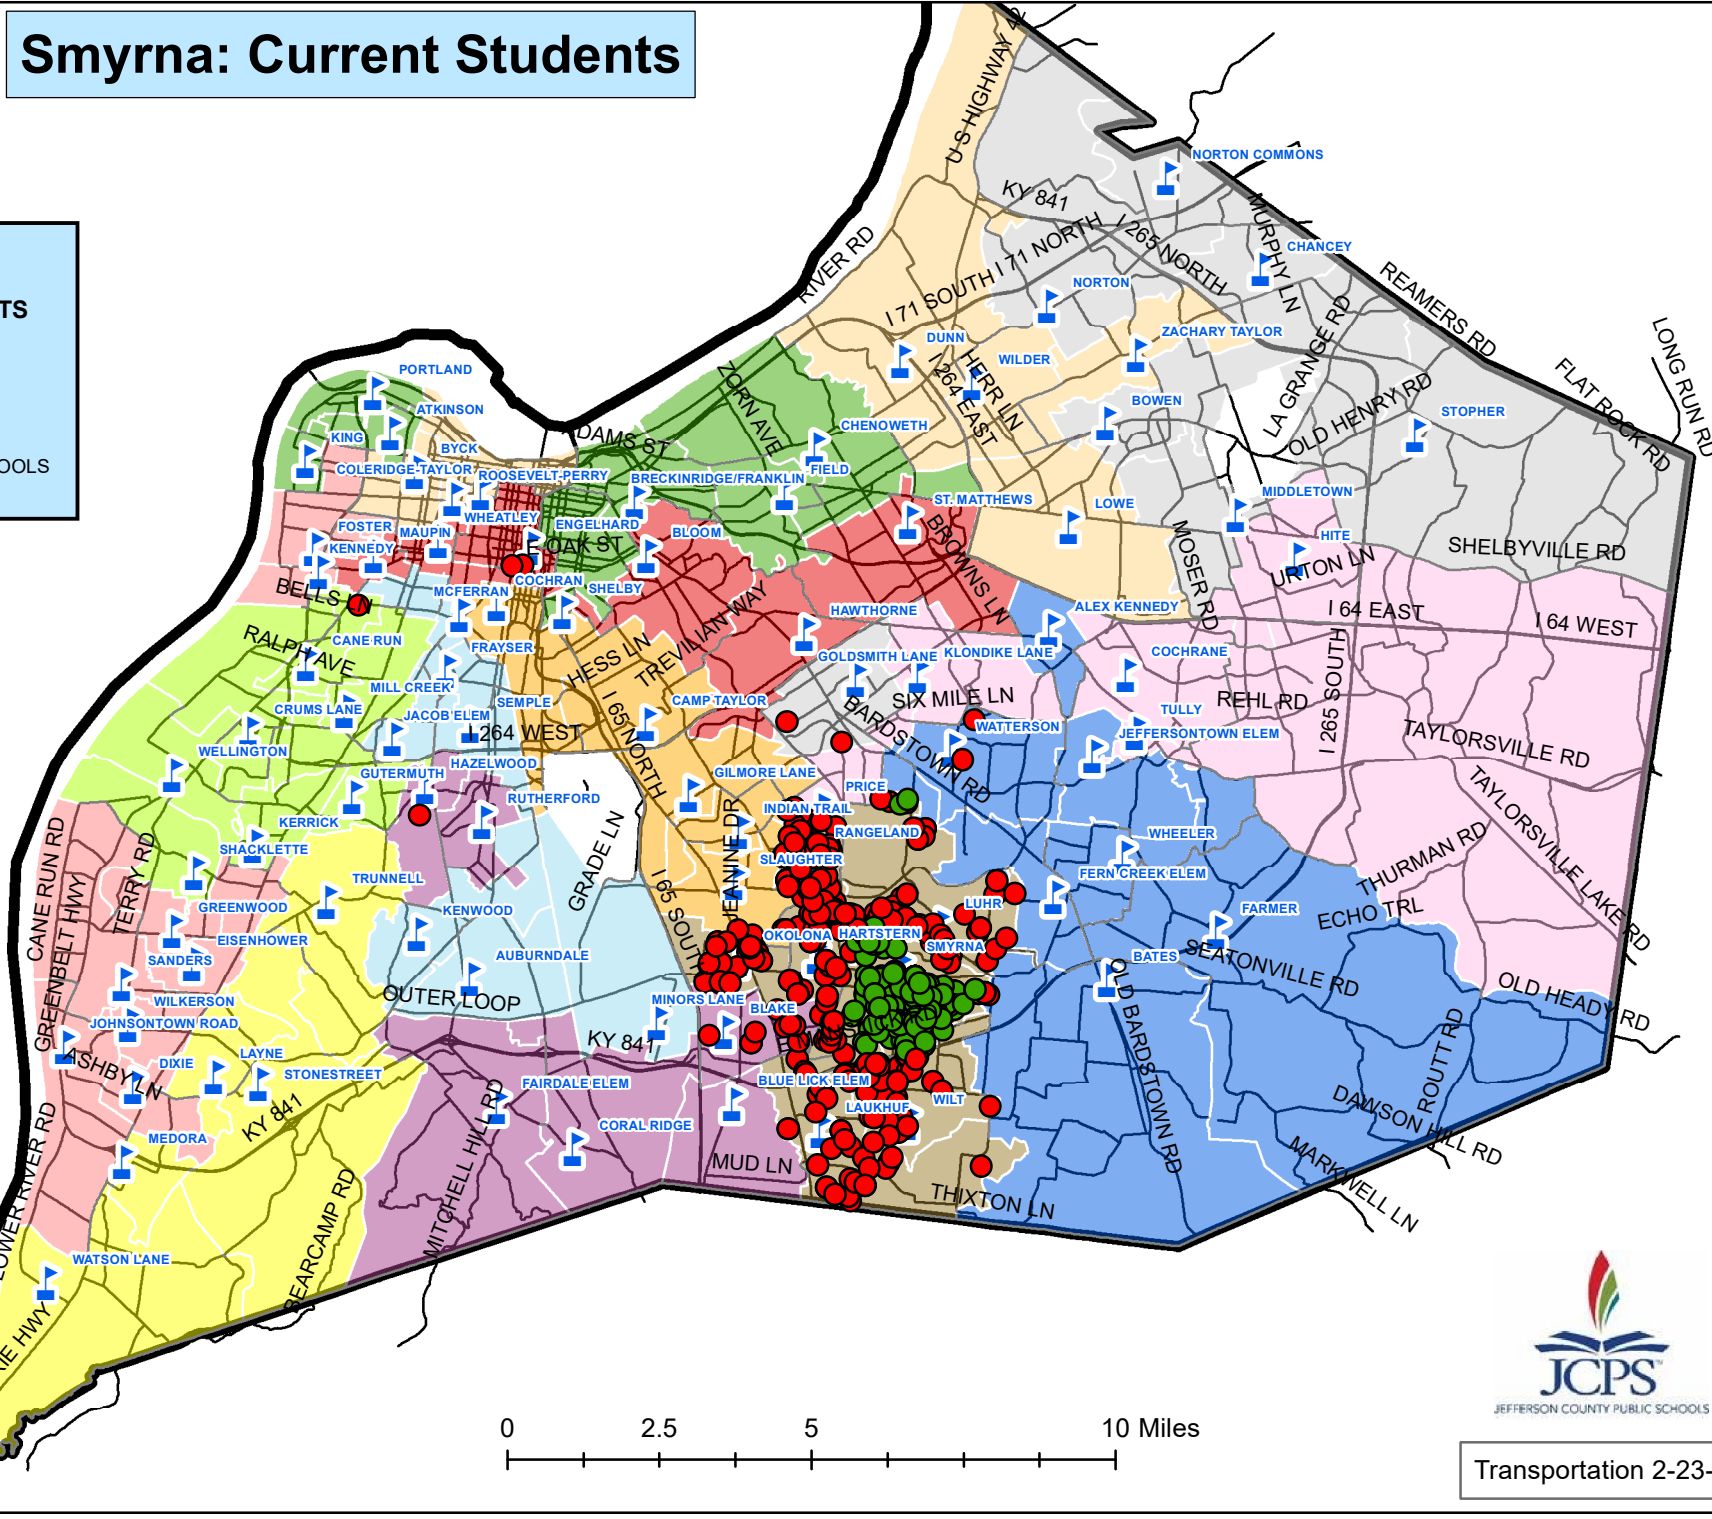 Smyrna: Current Students
TS
OOLS
U S HIGHWAY 42
NORTON COMMONS
KY 841
I 71 NORTH
I 265 NORTH
MURPHY LN
CHANCEY
RIVER RD
I 71 SOUTH
NORTON
REAMERS RD
LA GRANGE RD
ZACHARY TAYLOR
DUNN
WILDER
HERR LN
I 264 EAST
FLAT ROCK RD
LONG RUN RD
OLD HENRY RD
PORTLAND
ZORN AVE
BOWEN
STOPHER
ATKINSON
CHENOWETH
KING
BYCK
DAMS ST
COLERIDGE-TAYLOR
ROOSEVELT-PERRY
BRECKINRIDGE/FRANKLIN
FIELD
ST. MATTHEWS
LOWE
MIDDLETOWN
FOSTER
MAUPIN
WHEATLEY
ENGELHARD
BLOOM
BROWNS LN
MOSER RD
HITE
KENNEDY
E OAK ST
URTON LN
SHELBYVILLE RD
BELLS LN
MCFERRAN
COCHRAN
SHELBY
HAWTHORNE
ALEX KENNEDY
I 64 EAST
I 64 WEST
RALPH AVE
CANE RUN
FRAYSER
HESS LN
TREVILIAN WAY
GOLDSMITH LANE
KLONDIKE LANE
COCHRANE
I 265 SOUTH
MILL CREEK
CRUMS LANE
SEMPLE
I 65 NORTH
CAMP TAYLOR
SIX MILE LN
REHL RD
JACOB ELEM
I 264 WEST
BARDSTOWN RD
WATTERSON
TULLY
JEFFERSONTOWN ELEM
TAYLORSVILLE RD
WELLINGTON
GUTERMUTH
HAZELWOOD
GILMORE LANE
PRICE
RUTHERFORD
JEANINE DR
INDIAN TRAIL
RANGELAND
WHEELER
TAYLORSVILLE LAKE RD
KERRICK
SHACKLETTE
SLAUGHTER
THURMAN RD
CANE RUN RD
TERRY RD
GREENBELT HWY
TRUNNELL
GRADE LN
I 65 SOUTH
LUHR
FERN CREEK ELEM
GREENWOOD
KENWOOD
FARMER
ECHO TRL
EISENHOWER
OKOLONA
HARTSTERN
SMYRNA
SANDERS
AUBURNDALE
BATES
SEATONVILLE RD
WILKERSON
OUTER LOOP
MINORS LANE
BLAKE
OLD HEADY RD
JOHNSONTOWN ROAD
KY 841
OLD BARDSTOWN RD
ROUTT RD
ASHBY LN
DIXIE
LAYNE
STONESTREET
FAIRDALE ELEM
BLUE LICK ELEM
LAUKHUF
WILT
DAWSON HILL RD
KY 841
MITCHELL HILL RD
CORAL RIDGE
MEDORA
MUD LN
MARKWELL LN
LOWER RIVER RD
BEARCAMP RD
THIXTON LN
WATSON LANE
IE HWY
JCPS
JEFFERSON COUNTY PUBLIC SCHOOLS
0 2.5 5 10 Miles
Transportation 2-23-